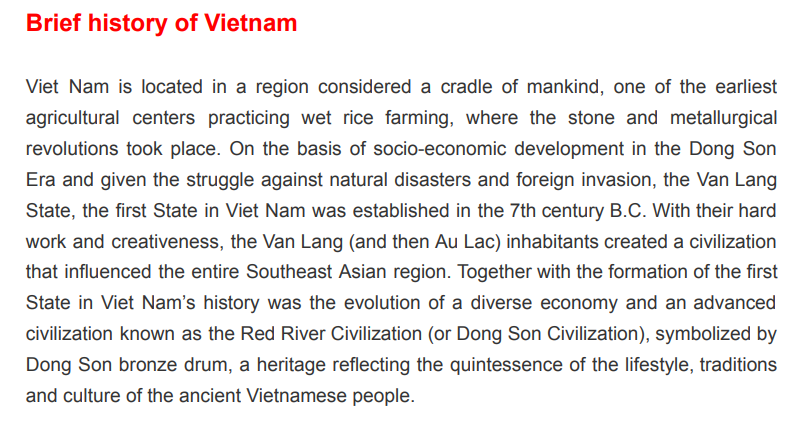 Brief history of Vietnam
Viet Nam is located in a region considered a cradle of mankind, one of the earliest
agricultural centers practicing wet rice farming, where the stone and metallurgical
revolutions took place. On the basis of socio-economic development in the Dong Son
Era and given the struggle against natural disasters and foreign invasion, the Van Lang
State, the first State in Viet Nam was established in the 7th century B.C. With their hard
work and creativeness, the Van Lang (and then Au Lac) inhabitants created a civilization
that influenced the entire Southeast Asian region. Together with the formation of the first
State in Viet Nam’s history was the evolution of a diverse economy and an advanced
civilization known as the Red River Civilization (or Dong Son Civilization), symbolized by
Dong Son bronze drum, a heritage reflecting the quintessence of the lifestyle, traditions
and culture of the ancient Vietnamese people.